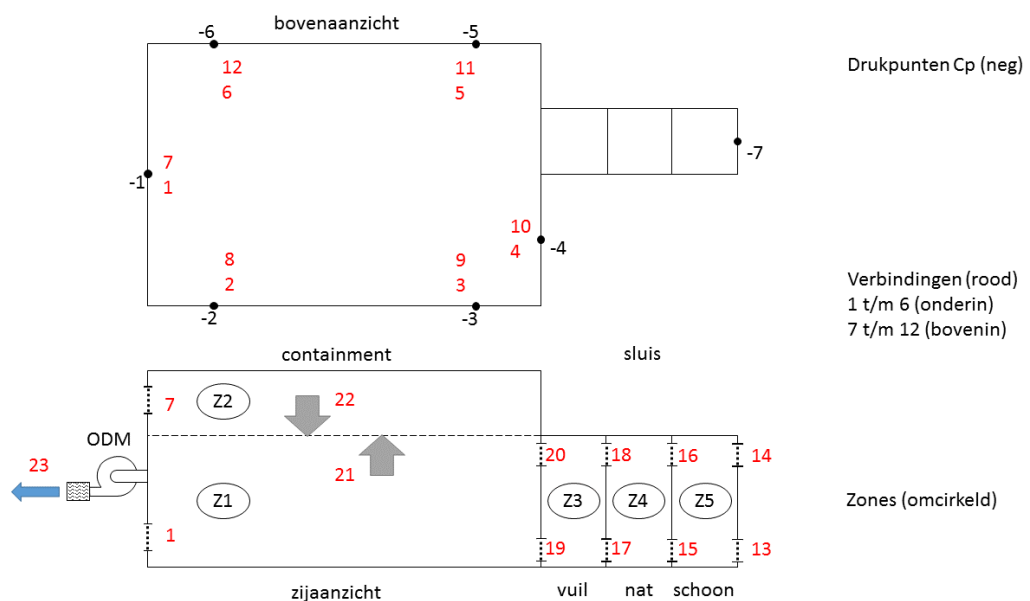 bovenaanzicht
-6
-5
12
6
11
5
Drukpunten Cp (neg)
7
-1
1
-7
10
4
-4
8
2
9
3
-2
-3
Verbindingen (rood)
1 t/m 6 (onderin)
7 t/m 12 (bovenin)
containment
sluis
7
Z2
22
ODM
23
21
20
18
16
14
Z1
Z3
Z4
Z5
Zones (omcirkeld)
1
19
17
15
13
zijaanzicht
vuil
nat
schoon